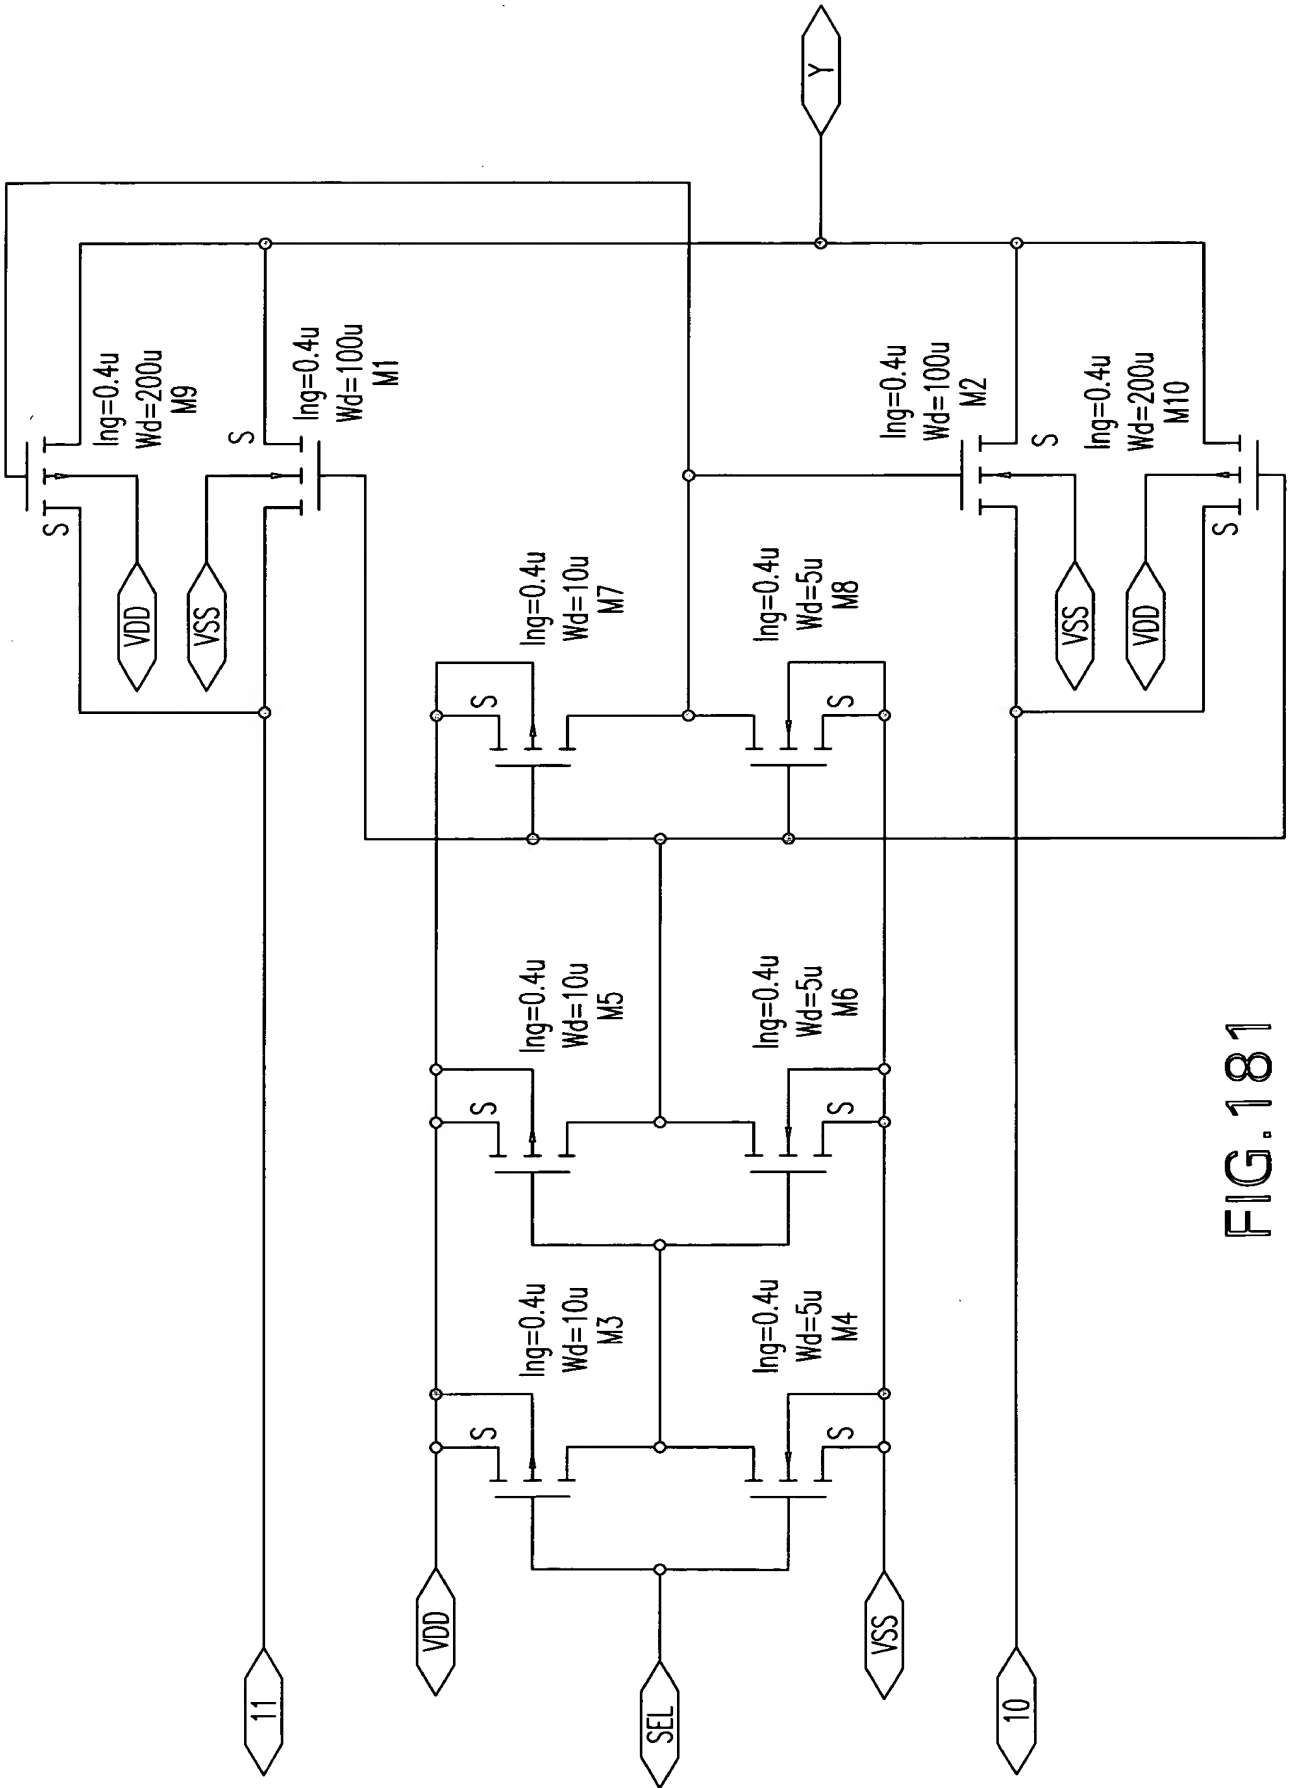 S
lng=0.4u
Wd=200u
M9
VDD
VSS
S
11
lng=0.4u
Wd=100u
M1
VDD
S
S
S
lng=0.4u
Wd=10u
M3
lng=0.4u
Wd=10u
M5
lng=0.4u
Wd=10u
M7
SEL
lng=0.4u
Wd=5u
M4
lng=0.4u
Wd=5u
M6
lng=0.4u
Wd=5u
M8
Y
S
S
S
VSS
lng=0.4u
Wd=100u
M2
10
S
VSS
lng=0.4u
Wd=200u
M10
VDD
S
FIG.181